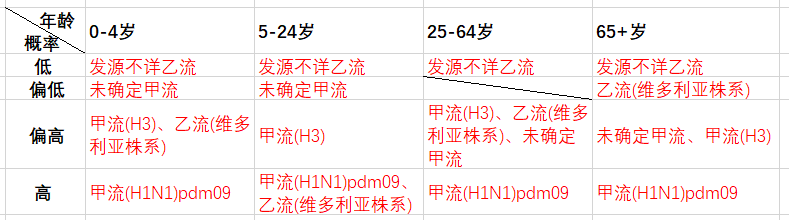 年龄
概率
0-4岁 5-24岁 25-64岁 65+岁
低 发源不详乙流 发源不详乙流 发源不详乙流 发源不详乙流
偏低 未确定甲流 未确定甲流 乙流(维多利亚株系)
偏高
甲流(H3)、乙流(维多
利亚株系)
甲流(H3)
甲流(H3)、乙流(维多
利亚株系)、未确定
甲流
未确定甲流、甲流(H3)
高
甲流(H1N1)pdm09
甲流(H1N1)pdm09、
乙流(维多利亚株系)
甲流(H1N1)pdm09
甲流(H1N1)pdm09